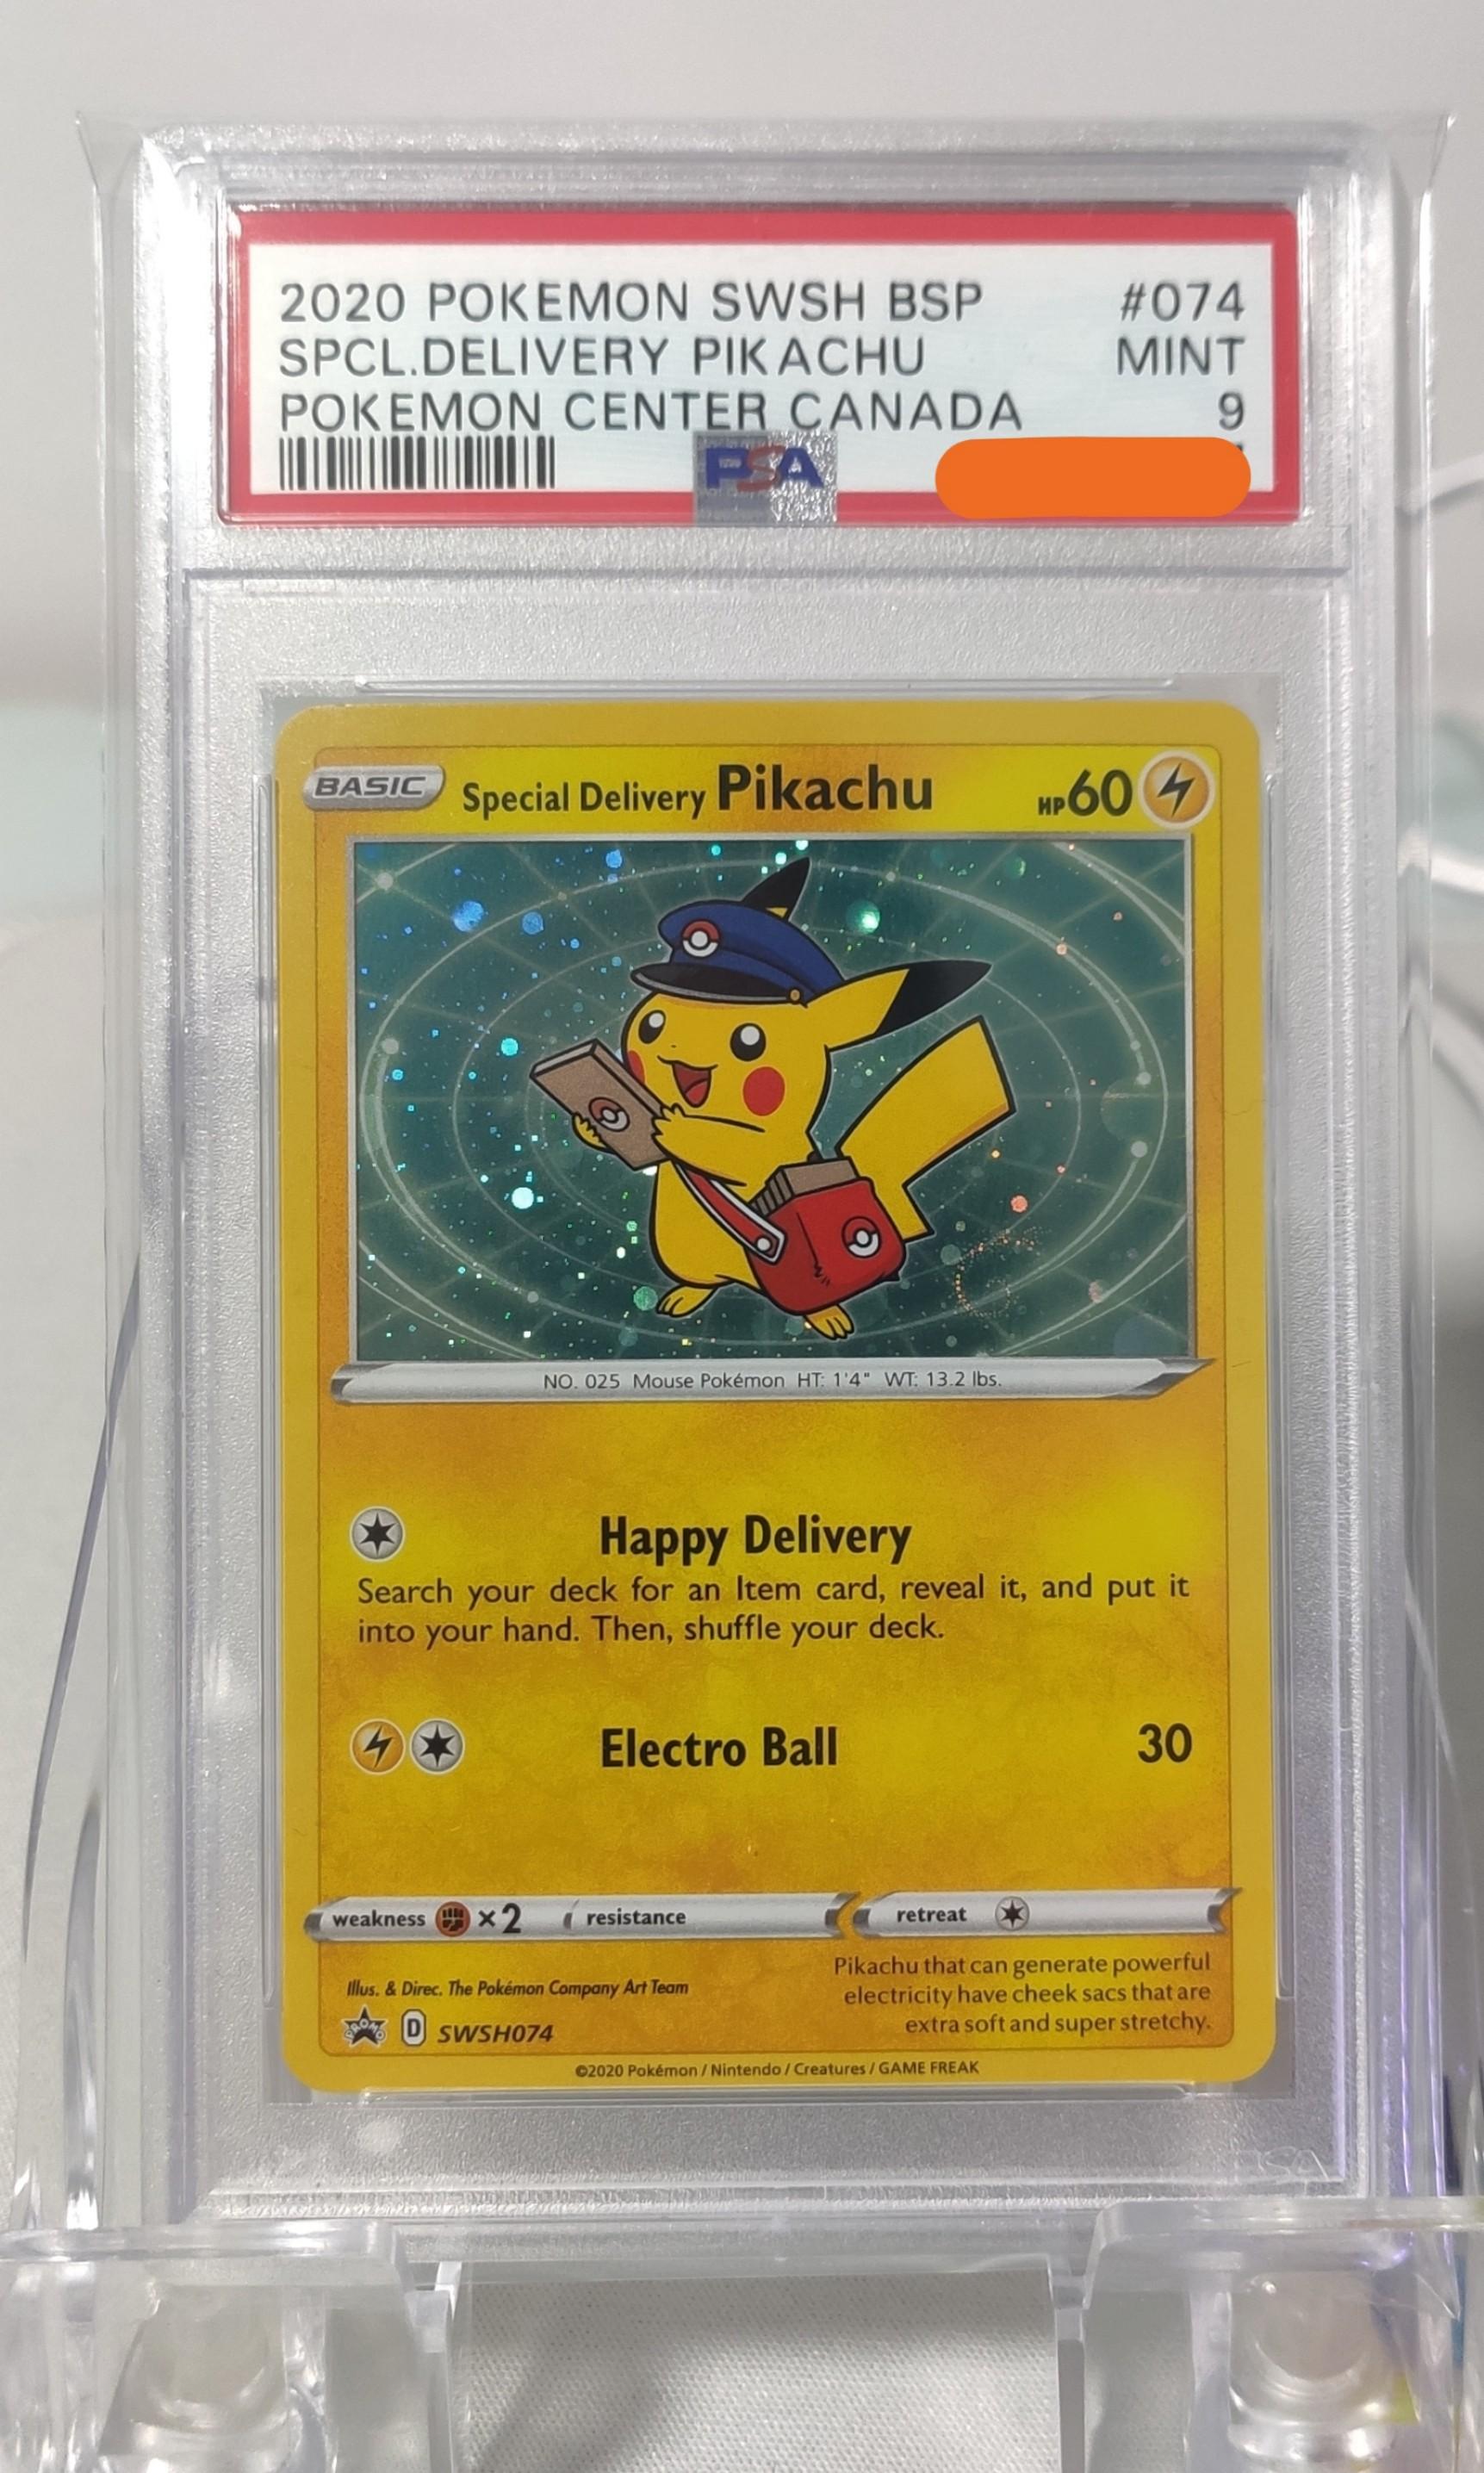 2020 POKEMON SWSH BSP #074
SPCL.DELIVERY PIKACHU MINT
POKEMON CENTER CANADA 9
PSA
BASIC Special Delivery Pikachu HP60
NO. 025 Mouse Pokémon HT: 1'4" WT: 13.2 lbs.
Happy Delivery
Search your deck for an Item card, reveal it, and put it
into your hand. Then, shuffle your deck.
Electro Ball 30
weakness ×2 resistance retreat
Illus. & Direc. The Pokémon Company Art Team
Pikachu that can generate powerful
electricity have cheek sacs that are
extra soft and super stretchy.
PROMO D SWSH074
©2020 Pokémon / Nintendo / Creatures / GAME FREAK
PSA